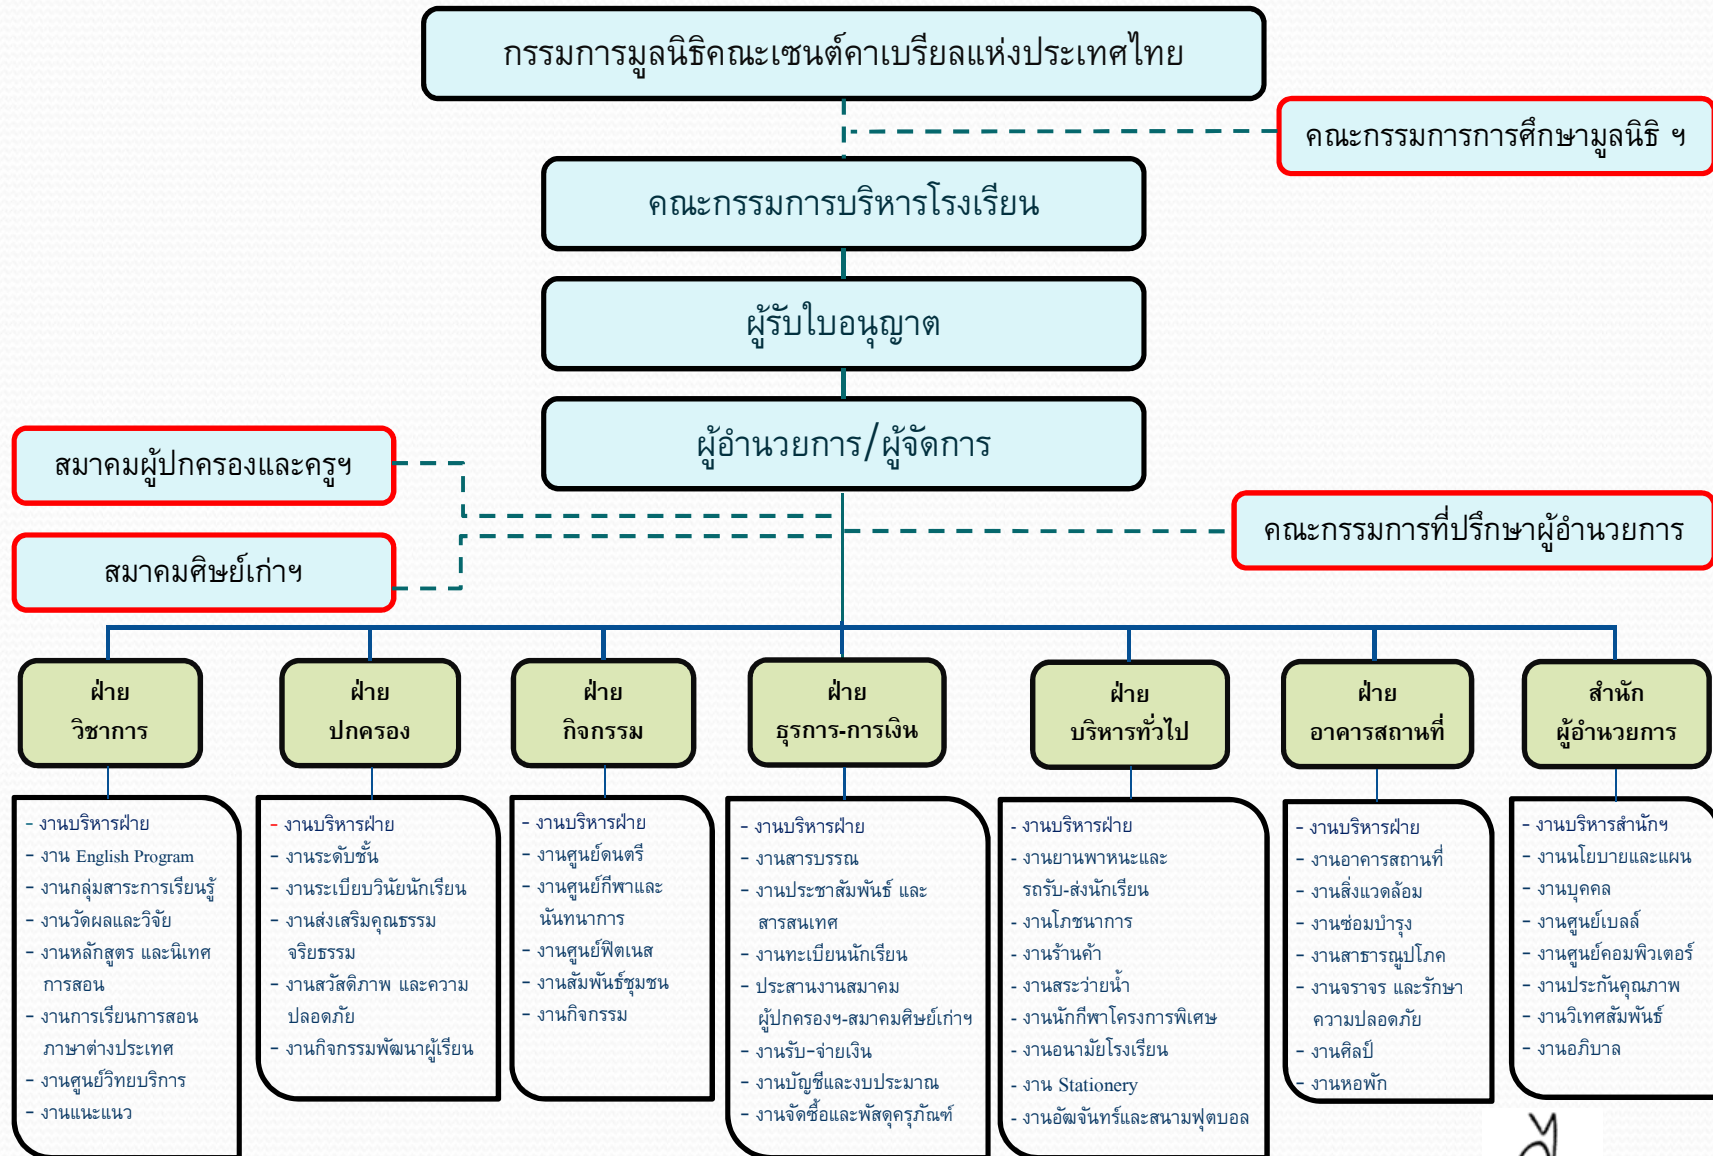 กรรมการมูลนิธิคณะเซนต์คาเบรียลแห่งประเทศไทย
คณะกรรมการการศึกษามูลนิธิ ฯ
คณะกรรมการบริหารโรงเรียน
ผู้รับใบอนุญาต
ผู้อำนวยการ/ผู้จัดการ
สมาคมผู้ปกครองและครูฯ
คณะกรรมการที่ปรึกษาผู้อำนวยการ
สมาคมศิษย์เก่าฯ
ฝ่าย
วิชาการ
- งานบริหารฝ่าย
- งาน English Program
- งานกลุ่มสาระการเรียนรู้
- งานวัดผลและวิจัย
- งานหลักสูตร และนิเทศ
การสอน
- งานการเรียนการสอน
ภาษาต่างประเทศ
- งานศูนย์วิทยบริการ
- งานแนะแนว
ฝ่าย
ปกครอง
- งานบริหารฝ่าย
- งานระดับชั้น
- งานระเบียบวินัยนักเรียน
- งานส่งเสริมคุณธรรม
จริยธรรม
- งานสวัสดิภาพ และความ
ปลอดภัย
- งานกิจกรรมพัฒนาผู้เรียน
ฝ่าย
กิจกรรม
- งานบริหารฝ่าย
- งานศูนย์ดนตรี
- งานศูนย์กีฬาและ
นันทนาการ
- งานศูนย์ฟิตเนส
- งานสัมพันธ์ชุมชน
- งานกิจกรรม
ฝ่าย
ธุรการ-การเงิน
- งานบริหารฝ่าย
- งานสารบรรณ
- งานประชาสัมพันธ์ และ
สารสนเทศ
- งานทะเบียนนักเรียน
- ประสานงานสมาคม
ผู้ปกครองฯ-สมาคมศิษย์เก่าฯ
- งานรับ-จ่ายเงิน
- งานบัญชีและงบประมาณ
- งานจัดซื้อและพัสดุครุภัณฑ์
ฝ่าย
บริหารทั่วไป
- งานบริหารฝ่าย
- งานยานพาหนะและ
รถรับ-ส่งนักเรียน
- งานโภชนาการ
- งานร้านค้า
- งานสระว่ายน้ำ
- งานนักกีฬาโครงการพิเศษ
- งานอนามัยโรงเรียน
- งาน Stationery
- งานอัฒจันทร์และสนามฟุตบอล
ฝ่าย
อาคารสถานที่
- งานบริหารฝ่าย
- งานอาคารสถานที่
- งานสิ่งแวดล้อม
- งานซ่อมบำรุง
- งานสาธารณูปโภค
- งานจราจร และรักษา
ความปลอดภัย
- งานศิลป์
- งานหอพัก
สำนัก
ผู้อำนวยการ
- งานบริหารสำนักฯ
- งานนโยบายและแผน
- งานบุคคล
- งานศูนย์เบลล์
- งานศูนย์คอมพิวเตอร์
- งานประกันคุณภาพ
- งานวิเทศสัมพันธ์
- งานอภิบาล